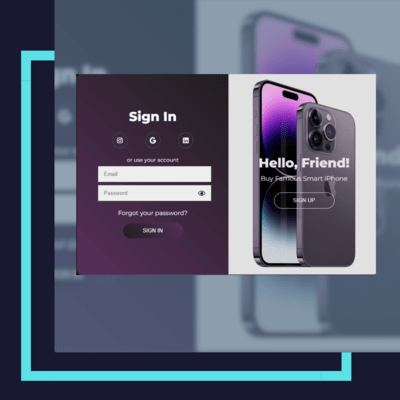 Sign In
or use your account
Email
Password
Forgot your password?
SIGN IN
Hello, Friend!
Buy Famous Smart iPhone
SIGN UP